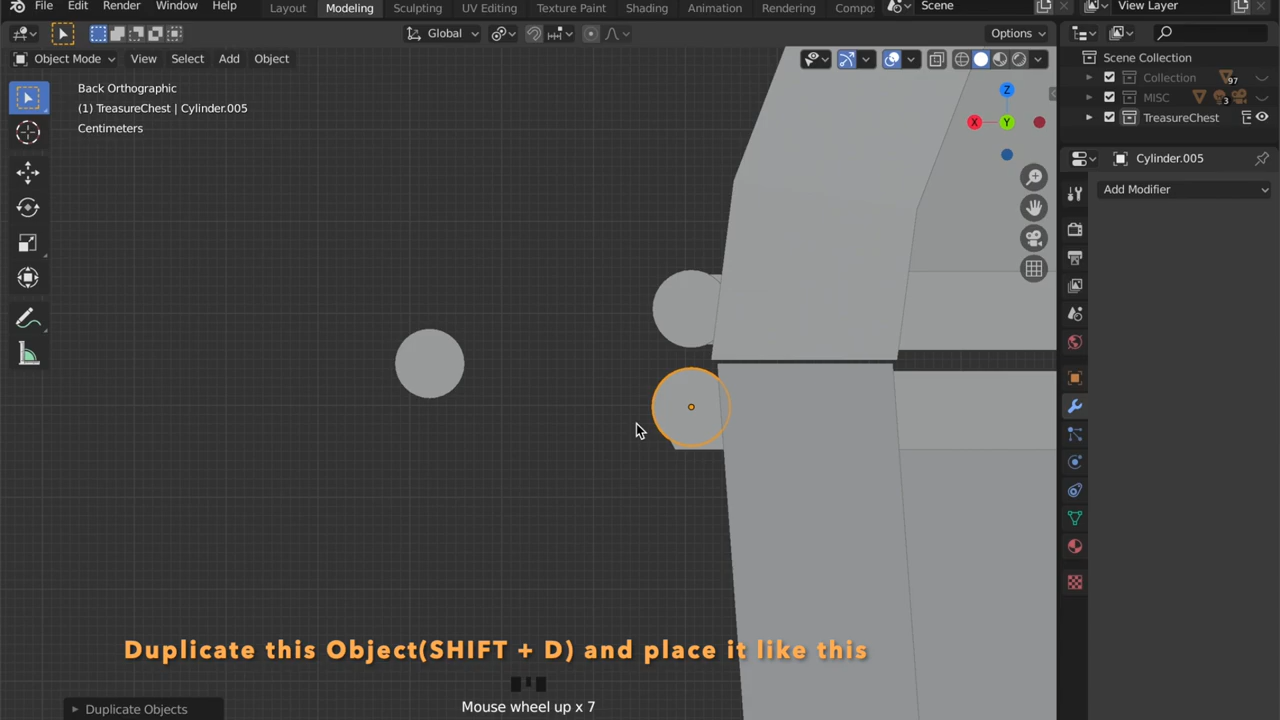 File Edit Render Window Help
Layout Modeling Sculpting UV Editing Texture Paint Shading Animation Rendering Compo
Scene
View Layer
Global
Options
Object Mode View Select Add Object
Back Orthographic
(1) TreasureChest | Cylinder.005
Centimeters
Z
X
Y
Scene Collection
Collection 97
MISC 3
TreasureChest
Cylinder.005
Add Modifier
Duplicate this Object(SHIFT + D) and place it like this
Mouse wheel up x 7
Duplicate Objects